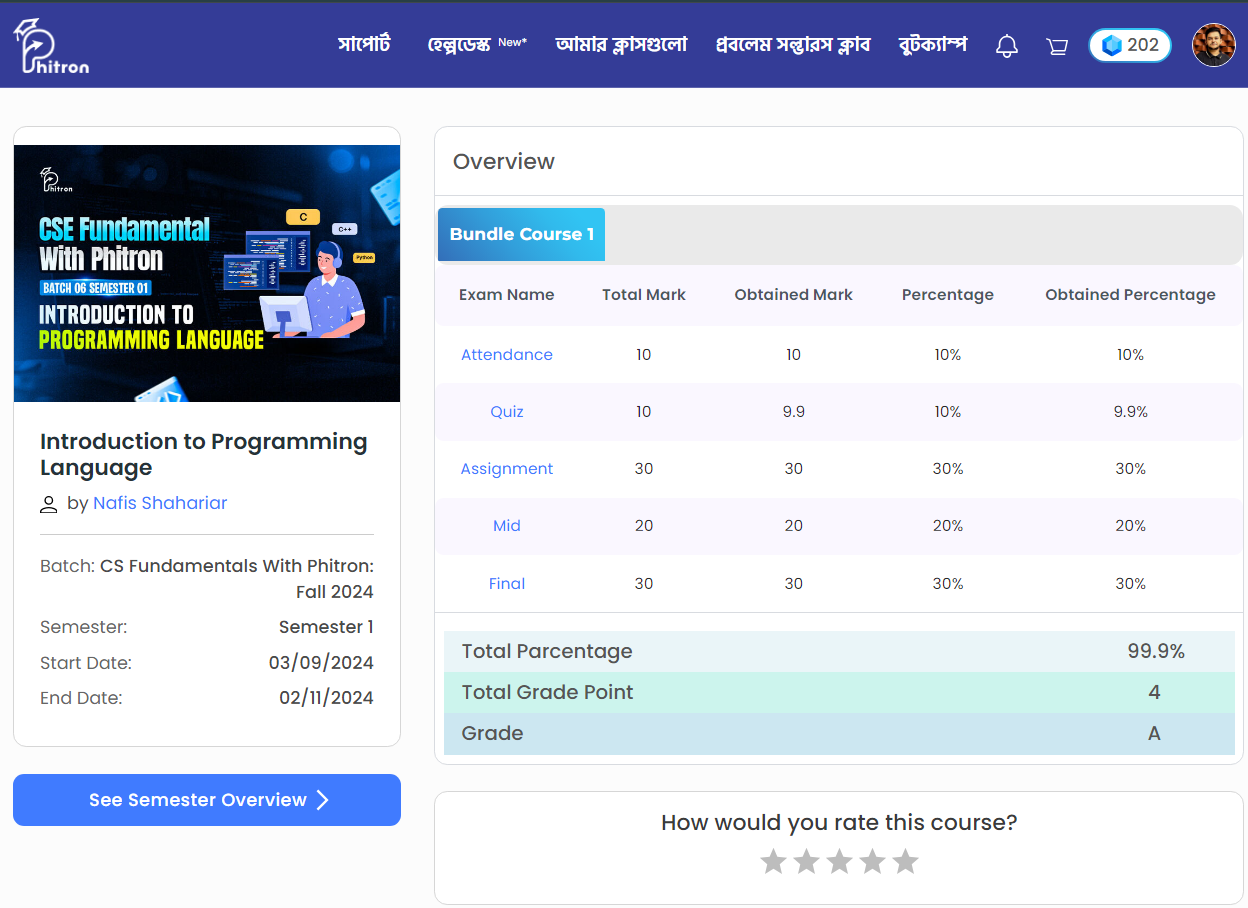 Phitron
সাপোর্ট হেল্পডেস্ক New* আমার ক্লাসগুলো প্রবলেম সল্ভারস ক্লাব বুটক্যাম্প 202
Phitron
CSE Fundamental
With Phitron
BATCH 06 SEMESTER 01
INTRODUCTION TO
PROGRAMMING LANGUAGE
C
C++
Python
Introduction to Programming
Language
by Nafis Shahariar
Batch: CS Fundamentals With Phitron:
Fall 2024
Semester: Semester 1
Start Date: 03/09/2024
End Date: 02/11/2024
See Semester Overview
Overview
Bundle Course 1
Exam Name Total Mark Obtained Mark Percentage Obtained Percentage
Attendance 10 10 10% 10%
Quiz 10 9.9 10% 9.9%
Assignment 30 30 30% 30%
Mid 20 20 20% 20%
Final 30 30 30% 30%
Total Parcentage 99.9%
Total Grade Point 4
Grade A
How would you rate this course?